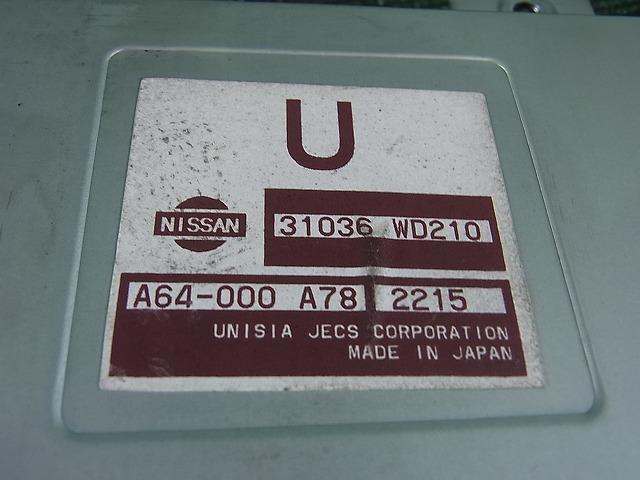 U
NISSAN
31036 WD210
A64-000 A78 2215
UNISIA JECS CORPORATION
MADE IN JAPAN